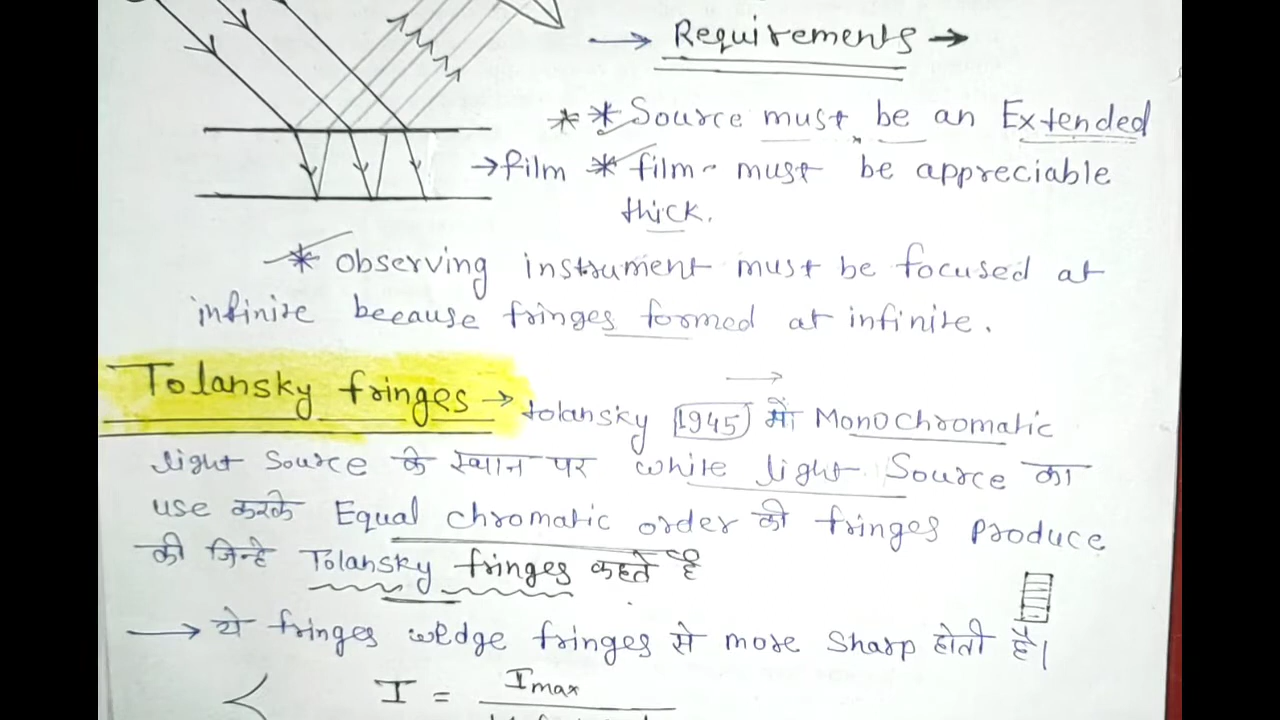 → Requirements →
* * Source must be an Extended
→ film * film must be appreciable
thick.
* Observing instrument must be focused at
infinite because fringes formed at infinite.
Tolansky fringes → tolansky 1945 में Monochromatic
light Source के स्थान पर white light Source का
use करके Equal chromatic order की fringes produce
की जिन्हे Tolansky fringes कहते है
→ ये fringes wedge fringes से more sharp होती है।
I = Imax